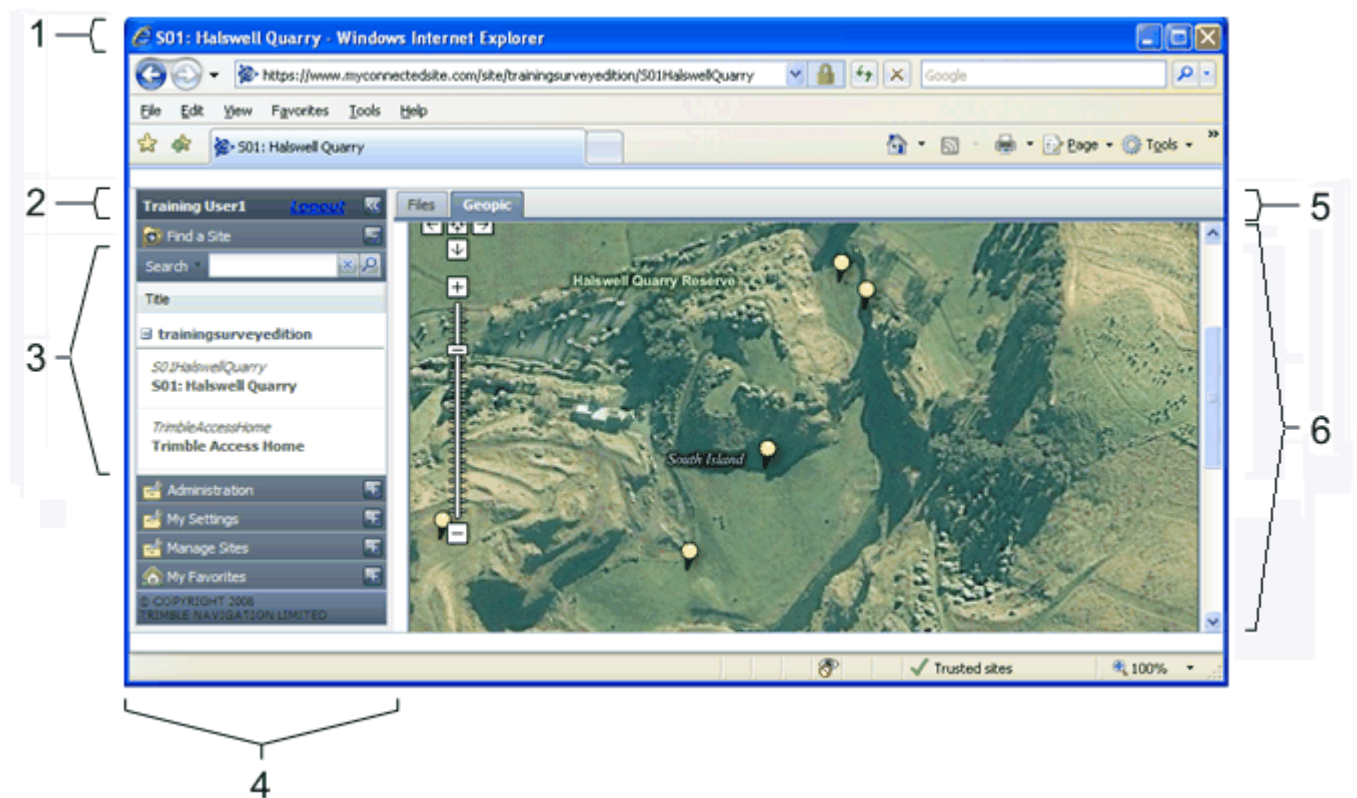 1
S01: Halswell Quarry - Windows Internet Explorer
https://www.myconnectedsite.com/site/trainingsurveyedition/S01HalswellQuarry
Google
File Edit View Favorites Tools Help
S01: Halswell Quarry
Page Tools
2
Training User1 Logout
Files Geopic
5
Find a Site
Search
Title
trainingsurveyedition
3
S01HalswellQuarry
S01: Halswell Quarry
TrimbleAccessHome
Trimble Access Home
Halswell Quarry Reserve
South Island
6
Administration
My Settings
Manage Sites
My Favorites
© COPYRIGHT 2008
TRIMBLE NAVIGATION LIMITED
Trusted sites
100%
4